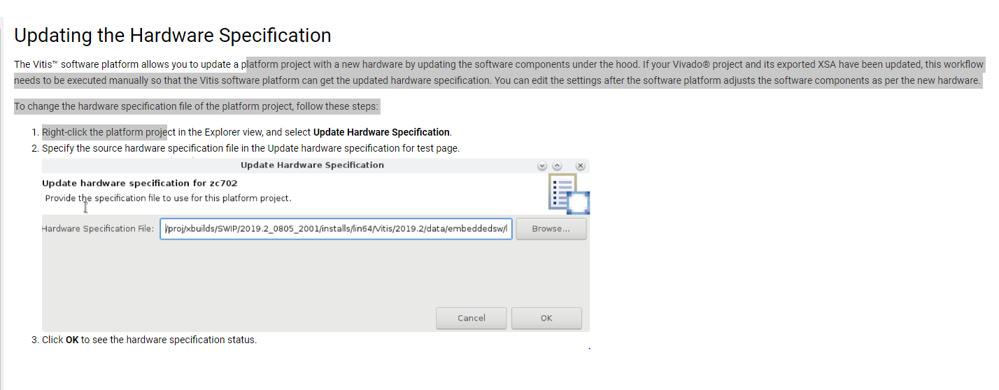 Updating the Hardware Specification
The Vitis™ software platform allows you to update a platform project with a new hardware by updating the software components under the hood. If your Vivado® project and its exported XSA have been updated, this workflow
needs to be executed manually so that the Vitis software platform can get the updated hardware specification. You can edit the settings after the software platform adjusts the software components as per the new hardware.
To change the hardware specification file of the platform project, follow these steps:
1. Right-click the platform project in the Explorer view, and select Update Hardware Specification.
2. Specify the source hardware specification file in the Update hardware specification for test page.
Update Hardware Specification
Update hardware specification for zc702
Provide the specification file to use for this platform project.
Hardware Specification File: /proj/xbuilds/SWIP/2019.2_0805_2001/installs/lin64/Vitis/2019.2/data/embeddedsw/l Browse...
Cancel OK
3. Click OK to see the hardware specification status.